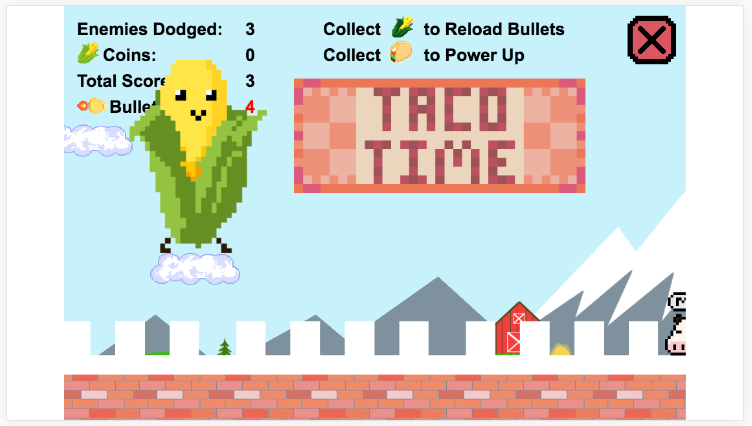 Enemies Dodged: 3
Coins: 0
Total Score 3
Bullet 4
Collect to Reload Bullets
Collect to Power Up
TACO
TIME